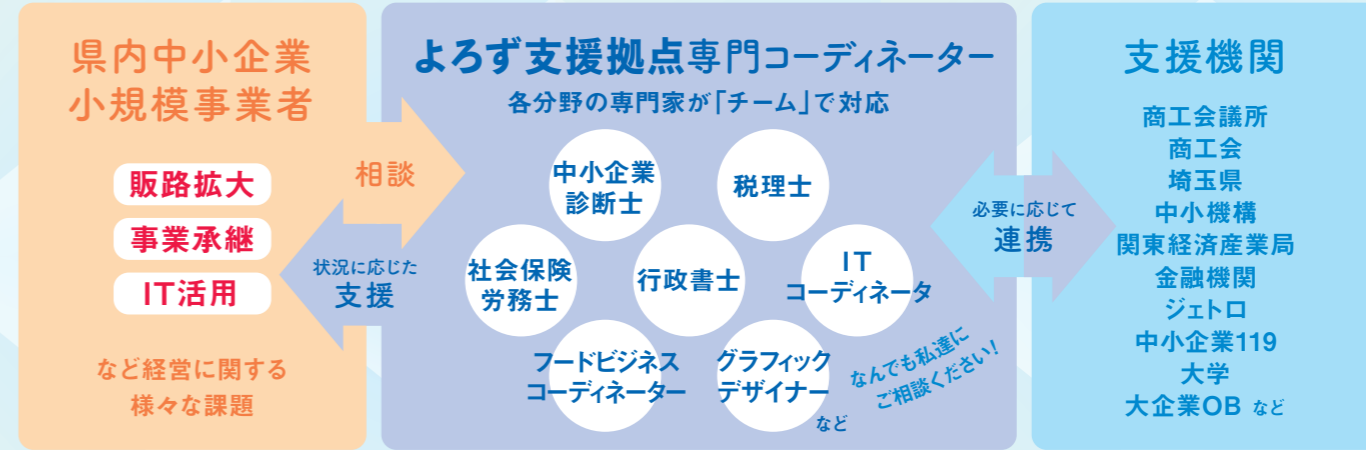 県内中小企業
小規模事業者
販路拡大
事業承継
IT活用
など経営に関する
様々な課題
相談
状況に応じた
支援
よろず支援拠点専門コーディネーター
各分野の専門家が「チーム」で対応
中小企業
診断士
税理士
社会保険
労務士
行政書士
IT
コーディネータ
フードビジネス
コーディネーター
グラフィック
デザイナー
など
なんでも私達に
ご相談ください!
必要に応じて
連携
支援機関
商工会議所
商工会
埼玉県
中小機構
関東経済産業局
金融機関
ジェトロ
中小企業119
大学
大企業OB など